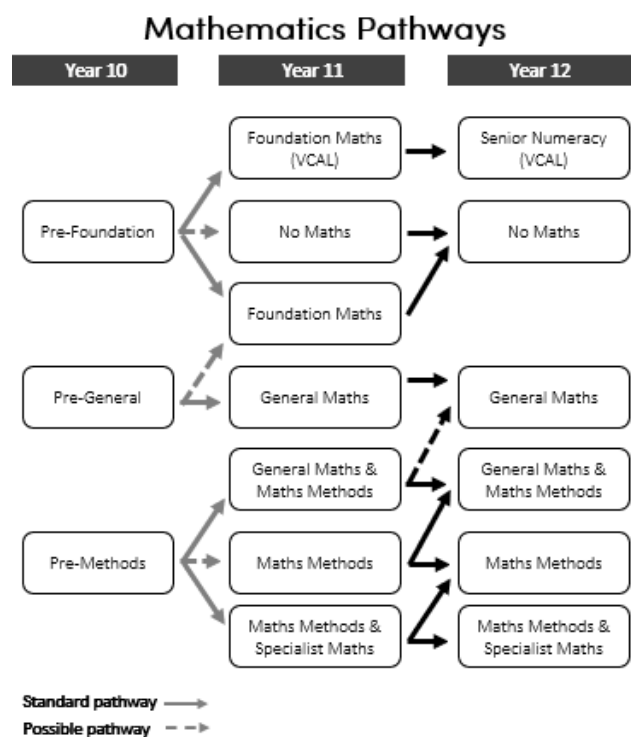 Mathematics Pathways
Year 10
Year 11
Year 12
Foundation Maths
(VCAL)
Senior Numeracy
(VCAL)
Pre-Foundation
No Maths
No Maths
Foundation Maths
Pre-General
General Maths
General Maths
General Maths &
Maths Methods
General Maths &
Maths Methods
Pre-Methods
Maths Methods
Maths Methods
Maths Methods &
Specialist Maths
Maths Methods &
Specialist Maths
Standard pathway
Possible pathway